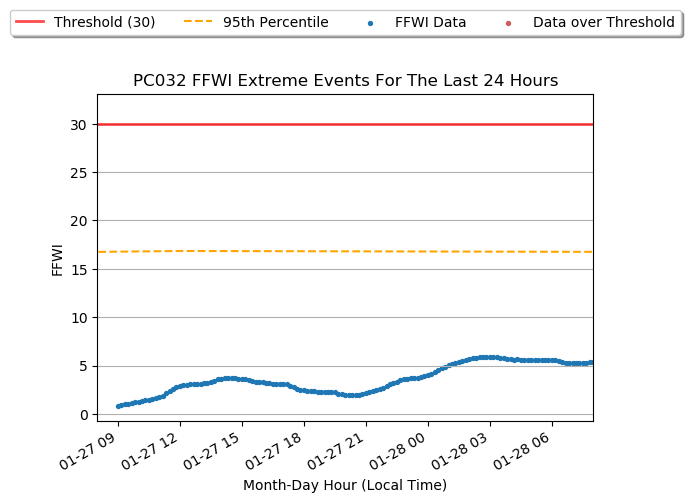 Threshold (30) 95th Percentile FFWI Data Data over Threshold
PC032 FFWI Extreme Events For The Last 24 Hours
30
25
20
15
10
5
0
FFWI
01-27 09 01-27 12 01-27 15 01-27 18 01-27 21 01-28 00 01-28 03 01-28 06
Month-Day Hour (Local Time)